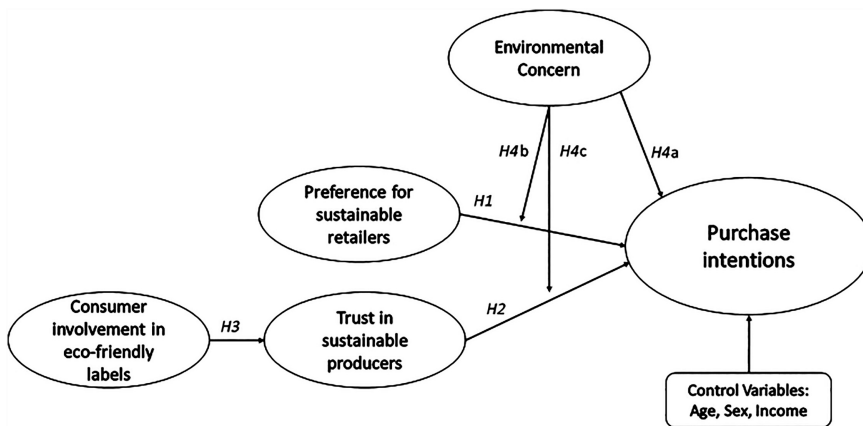 Environmental
Concern
H4b
H4c
H4a
Preference for
sustainable
retailers
H1
Purchase
intentions
Consumer
involvement in
eco-friendly
labels
H3
Trust in
sustainable
producers
H2
Control Variables:
Age, Sex, Income